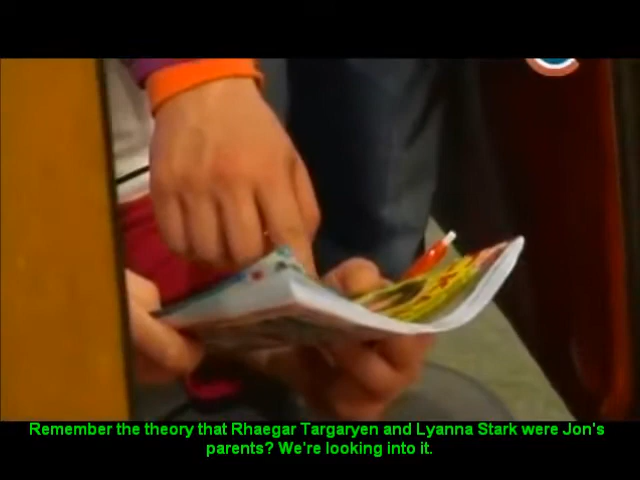 Remember the theory that Rhaegar Targaryen and Lyanna Stark were Jon's
parents? We're looking into it.